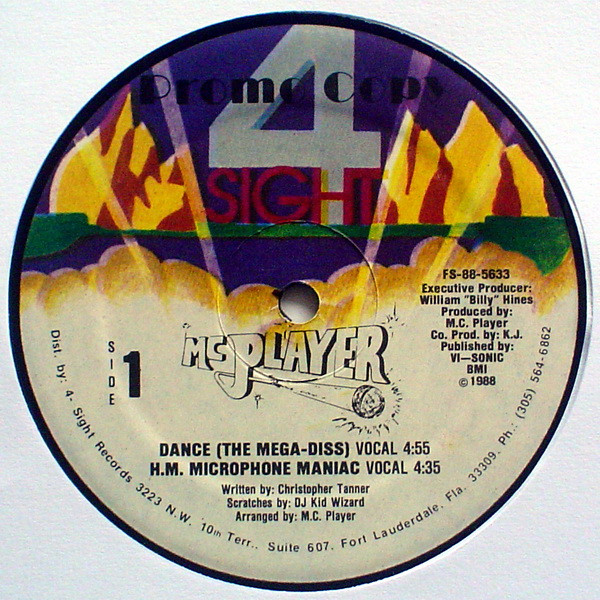 Promo Copy
4
SIGHT
FS-88-5633
Executive Producer:
William "Billy" Hines
Produced by:
M.C. Player
Co. Prod. by: K.J.
Published by:
VI—SONIC
BMI
© 1988
SIDE 1
MC PLAYER
DANCE (THE MEGA-DISS) VOCAL 4:55
H.M. MICROPHONE MANIAC VOCAL 4:35
Written by: Christopher Tanner
Scratches by: DJ Kid Wizard
Arranged by: M.C. Player
Dist. by: 4- Sight Records 3223 N.W. 10th Terr., Suite 607, Fort Lauderdale, Fla. 33309. Ph.: (305) 564-6862